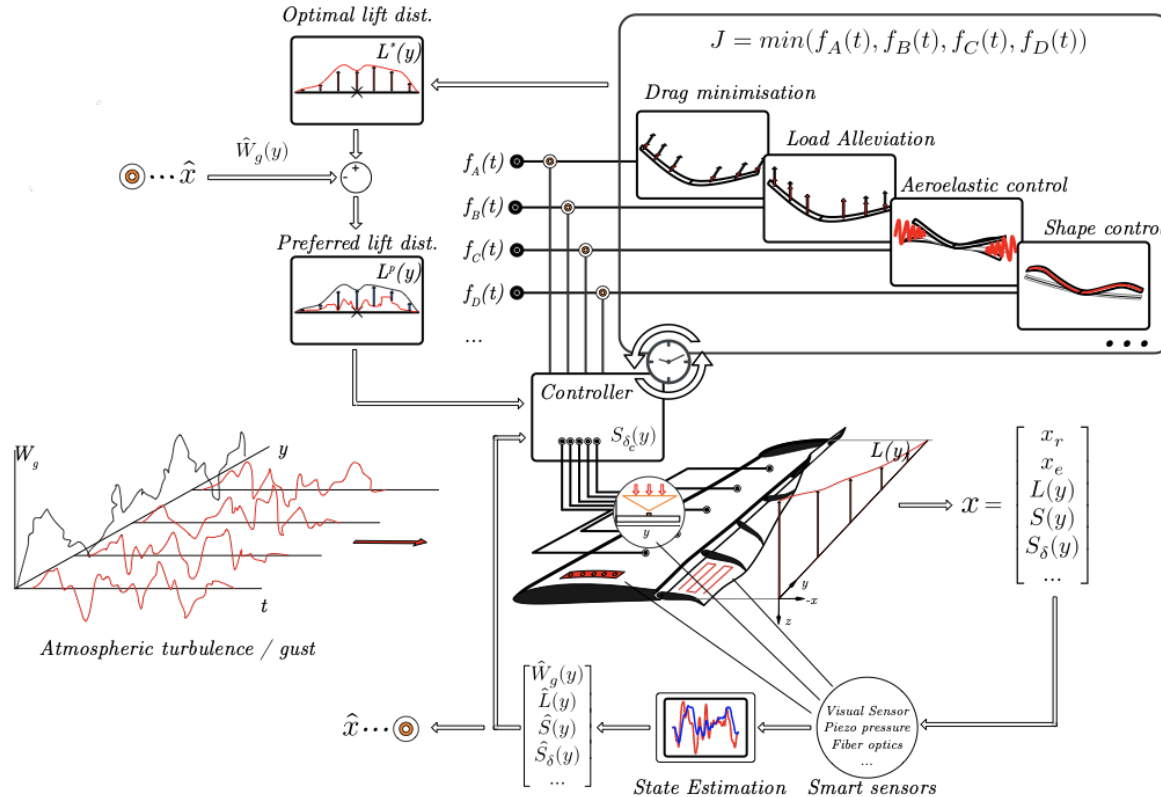 Optimal lift dist.
L*(y)
J = min(f_A(t), f_B(t), f_C(t), f_D(t))
Drag minimisation
Load Alleviation
Aeroelastic control
Shape control
x̂
Ŵ_g(y)
+
-
f_A(t)
f_B(t)
f_C(t)
f_D(t)
...
Preferred lift dist.
L^p(y)
Controller
S_{δ_c}(y)
W_g
y
t
Atmospheric turbulence / gust
y
L(y)
y
-x
z
x =
x_r
x_e
L(y)
S(y)
S_δ(y)
...
x̂
Ŵ_g(y)
L̂(y)
Ŝ(y)
Ŝ_δ(y)
...
State Estimation
Visual Sensor
Piezo pressure
Fiber optics
...
Smart sensors